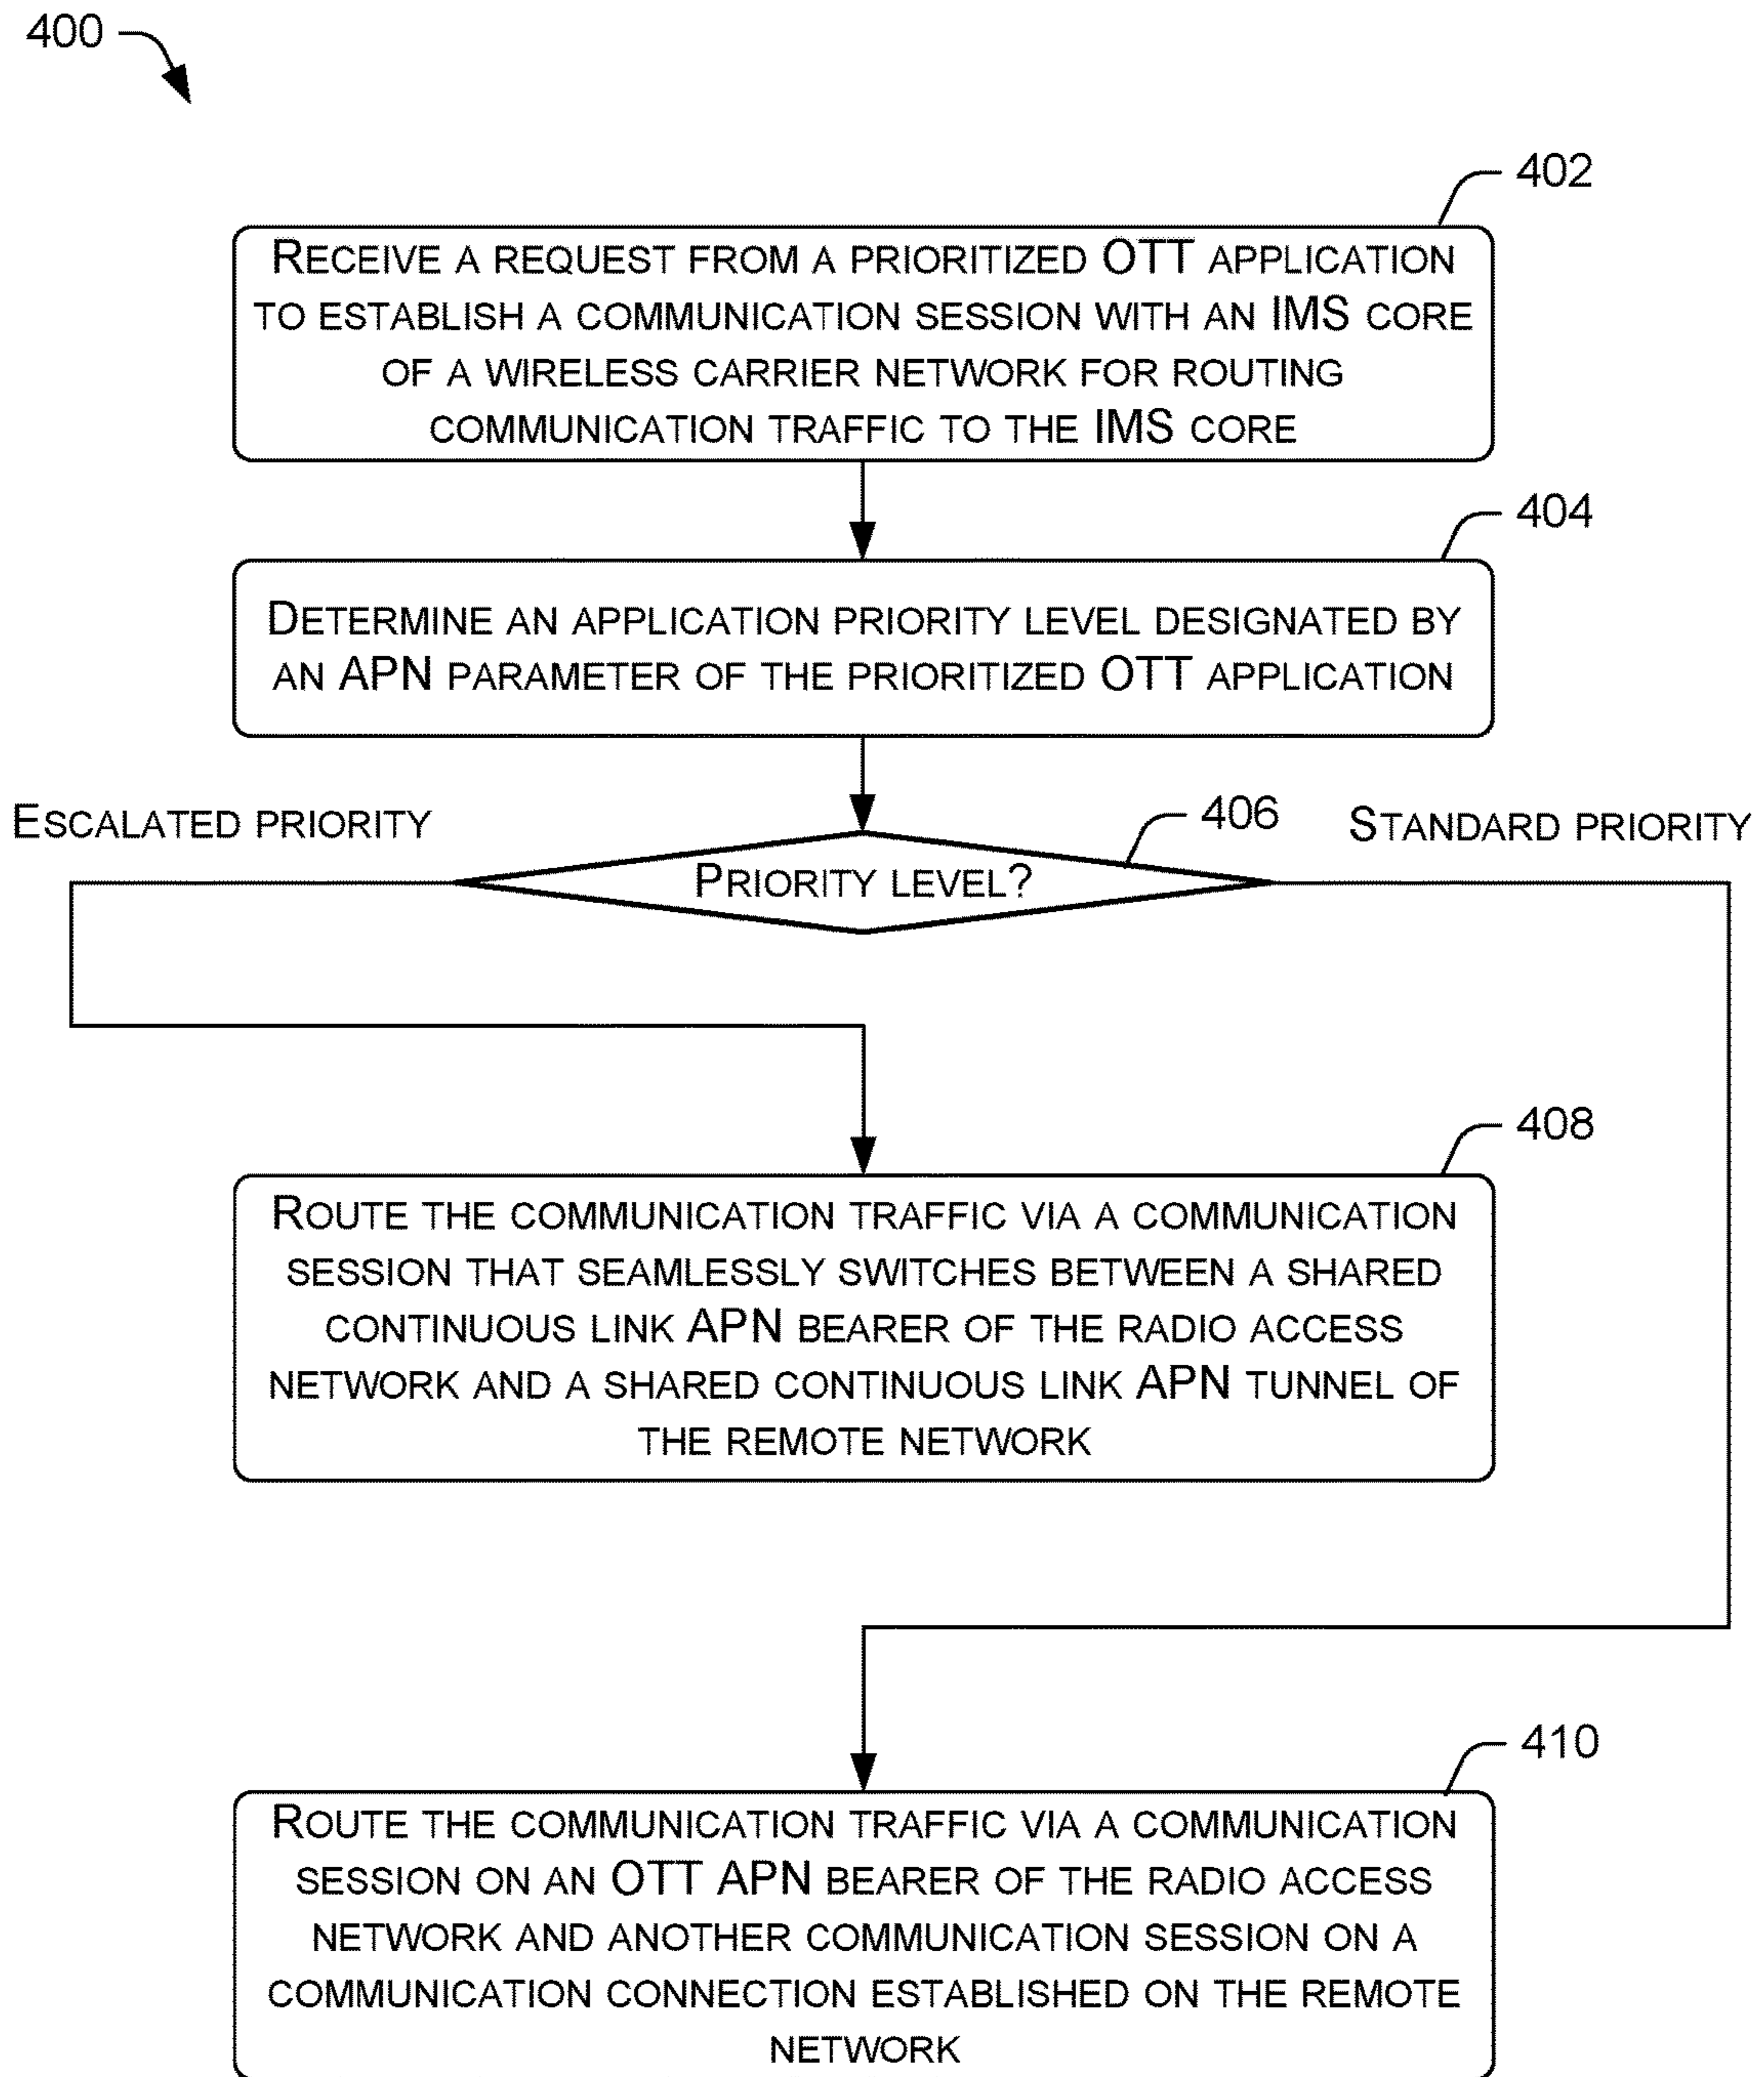 400
402
RECEIVE A REQUEST FROM A PRIORITIZED OTT APPLICATION
TO ESTABLISH A COMMUNICATION SESSION WITH AN IMS CORE
OF A WIRELESS CARRIER NETWORK FOR ROUTING
COMMUNICATION TRAFFIC TO THE IMS CORE
404
DETERMINE AN APPLICATION PRIORITY LEVEL DESIGNATED BY
AN APN PARAMETER OF THE PRIORITIZED OTT APPLICATION
ESCALATED PRIORITY
406
STANDARD PRIORITY
PRIORITY LEVEL?
408
ROUTE THE COMMUNICATION TRAFFIC VIA A COMMUNICATION
SESSION THAT SEAMLESSLY SWITCHES BETWEEN A SHARED
CONTINUOUS LINK APN BEARER OF THE RADIO ACCESS
NETWORK AND A SHARED CONTINUOUS LINK APN TUNNEL OF
THE REMOTE NETWORK
410
ROUTE THE COMMUNICATION TRAFFIC VIA A COMMUNICATION
SESSION ON AN OTT APN BEARER OF THE RADIO ACCESS
NETWORK AND ANOTHER COMMUNICATION SESSION ON A
COMMUNICATION CONNECTION ESTABLISHED ON THE REMOTE
NETWORK